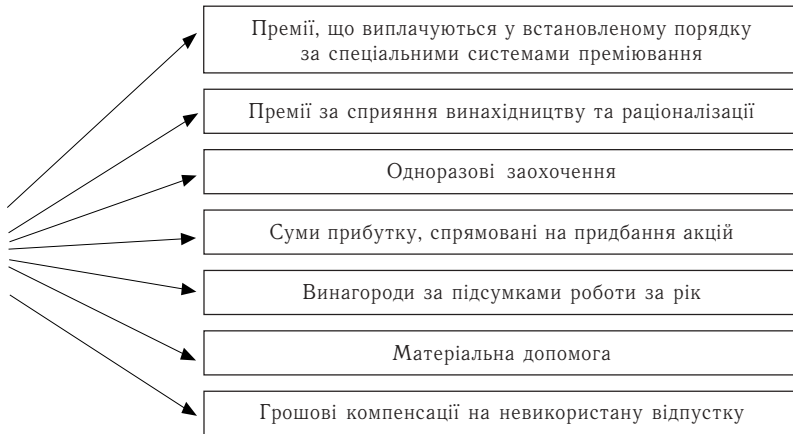 Премії, що виплачуються у встановленому порядку
за спеціальними системами преміювання
Премії за сприяння винахідництву та раціоналізації
Одноразові заохочення
Суми прибутку, спрямовані на придбання акцій
Винагороди за підсумками роботи за рік
Матеріальна допомога
Грошові компенсації на невикористану відпустку